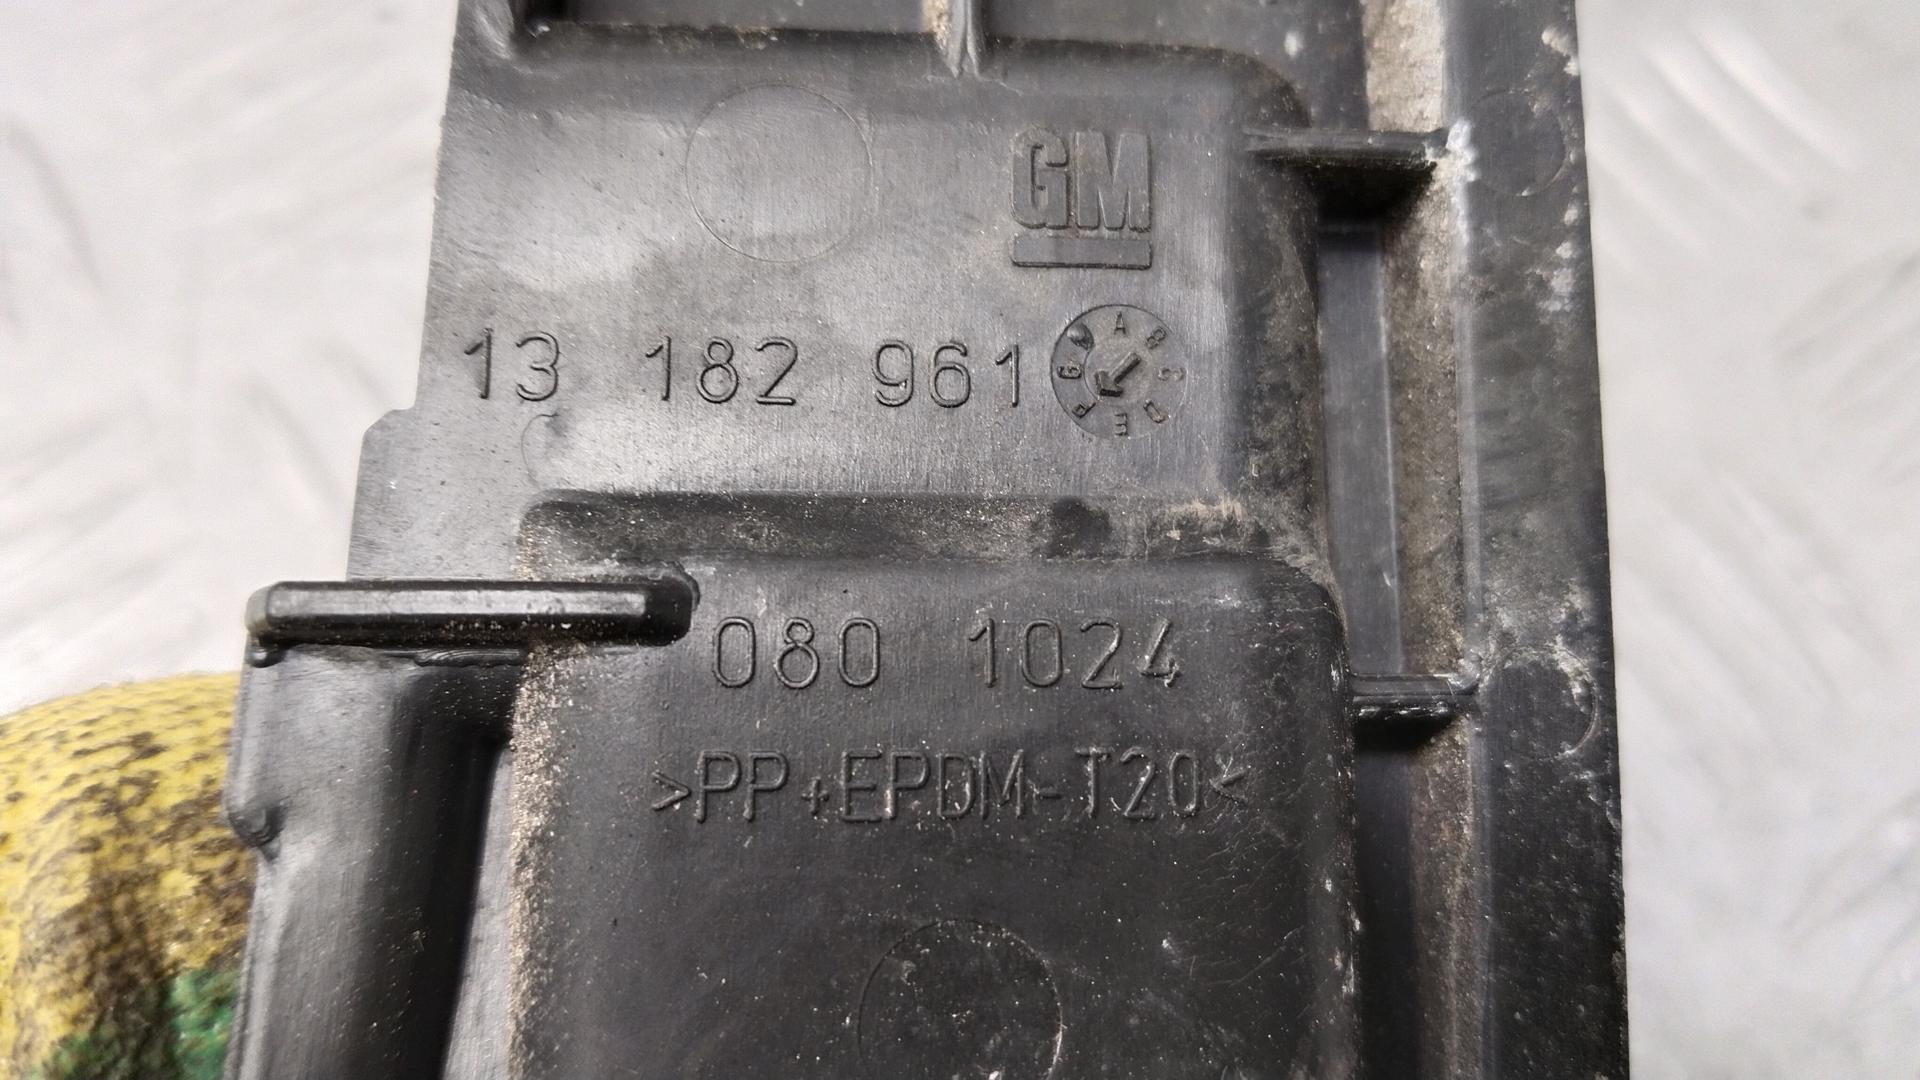 GM
13 182 961
A B C D E F G
080 1024
>PP+EPDM-T20<